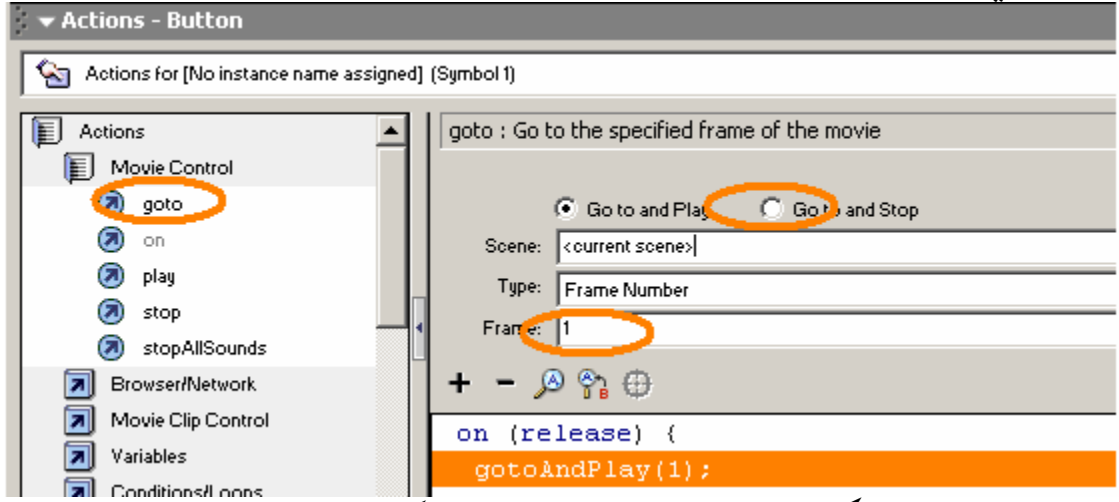 Actions - Button
Actions for [No instance name assigned] (Symbol 1)
Actions
Movie Control
goto
on
play
stop
stopAllSounds
Browser/Network
Movie Clip Control
Variables
Conditions/Loops
goto : Go to the specified frame of the movie
Go to and Play Go to and Stop
Scene: <current scene>
Type: Frame Number
Frame: 1
on (release) {
gotoAndPlay(1);